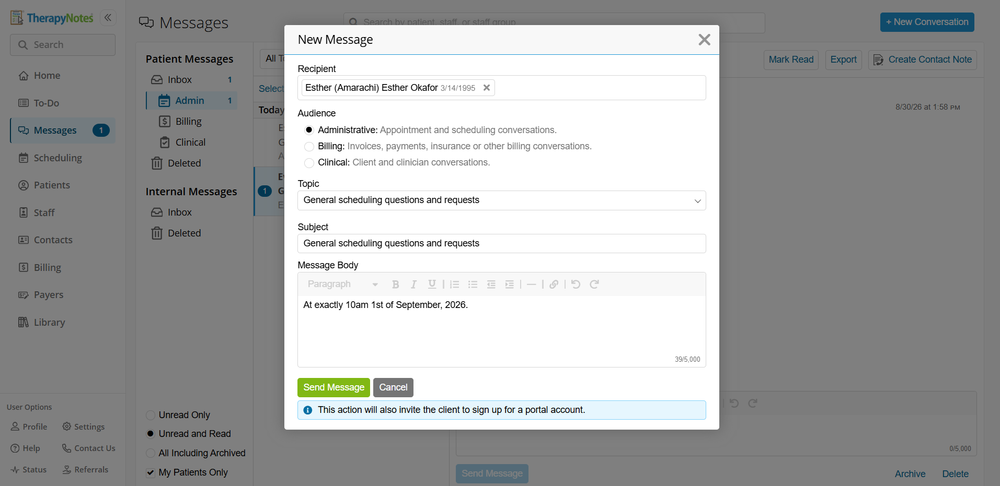 TherapyNotes
Search
Home
To-Do
Messages 1
Scheduling
Patients
Staff
Contacts
Billing
Payers
Library
User Options
Profile
Settings
Help
Contact Us
Status
Referrals
Messages
Search by patient, staff, or staff group
+ New Conversation
Patient Messages
Inbox 1
Admin 1
Billing
Clinical
Deleted
Internal Messages
Inbox
Deleted
Unread Only
Unread and Read
All Including Archived
My Patients Only
All
Select
Today
1
Mark Read
Export
Create Contact Note
8/30/26 at 1:58 PM
New Message
Recipient
Esther (Amarachi) Esther Okafor 3/14/1995
Audience
Administrative: Appointment and scheduling conversations.
Billing: Invoices, payments, insurance or other billing conversations.
Clinical: Client and clinician conversations.
Topic
General scheduling questions and requests
Subject
General scheduling questions and requests
Message Body
Paragraph B I U
At exactly 10am 1st of September, 2026.
39/5,000
Send Message
Cancel
This action will also invite the client to sign up for a portal account.
0/5,000
Send Message
Archive
Delete